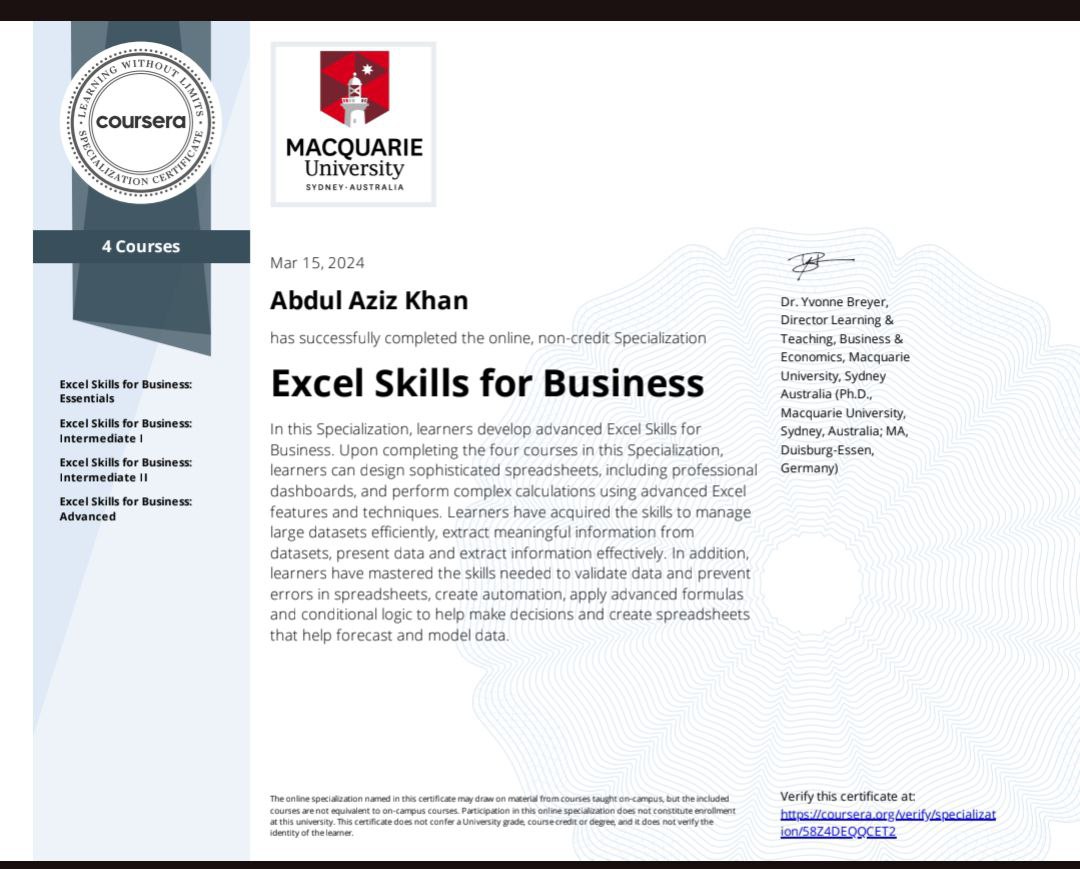 LEARNING WITHOUT LIMITS
coursera
SPECIALIZATION CERTIFICATE
4 Courses
Excel Skills for Business:
Essentials
Excel Skills for Business:
Intermediate I
Excel Skills for Business:
Intermediate II
Excel Skills for Business:
Advanced
MACQUARIE
University
SYDNEY·AUSTRALIA
Mar 15, 2024
Abdul Aziz Khan
has successfully completed the online, non-credit Specialization
Excel Skills for Business
In this Specialization, learners develop advanced Excel Skills for
Business. Upon completing the four courses in this Specialization,
learners can design sophisticated spreadsheets, including professional
dashboards, and perform complex calculations using advanced Excel
features and techniques. Learners have acquired the skills to manage
large datasets efficiently, extract meaningful information from
datasets, present data and extract information effectively. In addition,
learners have mastered the skills needed to validate data and prevent
errors in spreadsheets, create automation, apply advanced formulas
and conditional logic to help make decisions and create spreadsheets
that help forecast and model data.
Dr. Yvonne Breyer,
Director Learning &
Teaching, Business &
Economics, Macquarie
University, Sydney
Australia (Ph.D.,
Macquarie University,
Sydney, Australia; MA,
Duisburg-Essen,
Germany)
The online specialization named in this certificate may draw on material from courses taught on-campus, but the included
courses are not equivalent to on-campus courses. Participation in this online specialization does not constitute enrollment
at this university. This certificate does not confer a University grade, course credit or degree, and it does not verify the
identity of the learner.
Verify this certificate at:
https://coursera.org/verify/specializat
ion/58Z4DEQQCET2